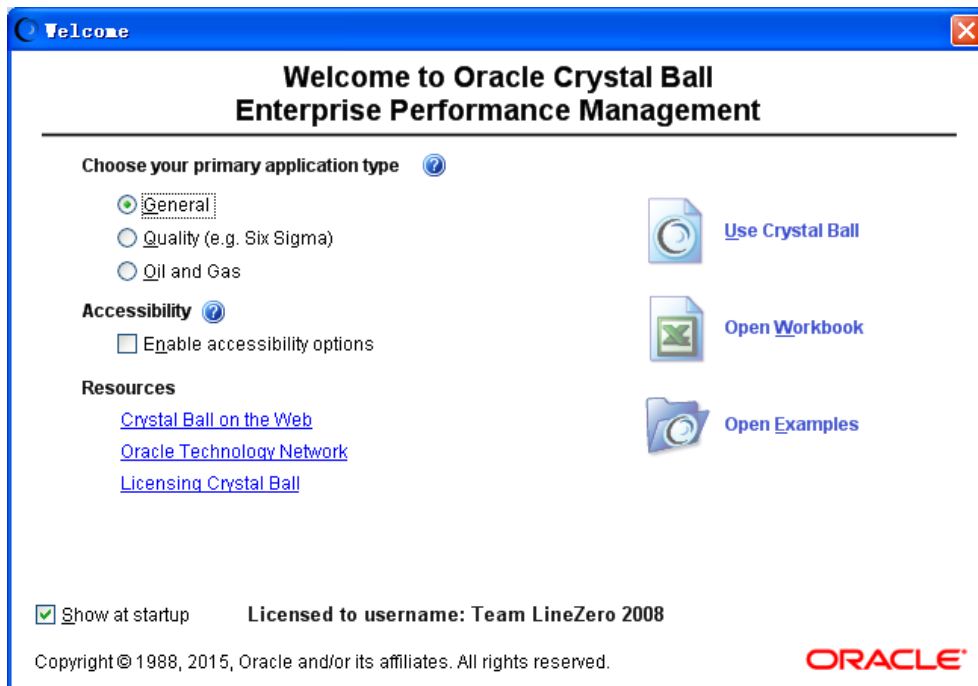 Welcome
Welcome to Oracle Crystal Ball
Enterprise Performance Management
Choose your primary application type
General
Quality (e.g. Six Sigma)
Oil and Gas
Accessibility
Enable accessibility options
Resources
Crystal Ball on the Web
Oracle Technology Network
Licensing Crystal Ball
Use Crystal Ball
Open Workbook
Open Examples
Show at startup
Licensed to username: Team LineZero 2008
Copyright © 1988, 2015, Oracle and/or its affiliates. All rights reserved.
ORACLE